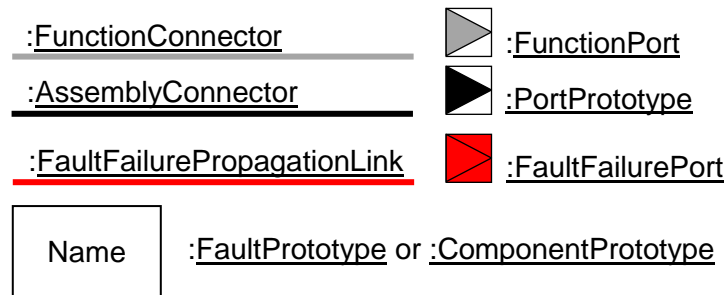 :FunctionConnector
:FunctionPort
:AssemblyConnector
:PortPrototype
:FaultFailurePropagationLink
:FaultFailurePort
Name
:FaultPrototype or :ComponentPrototype